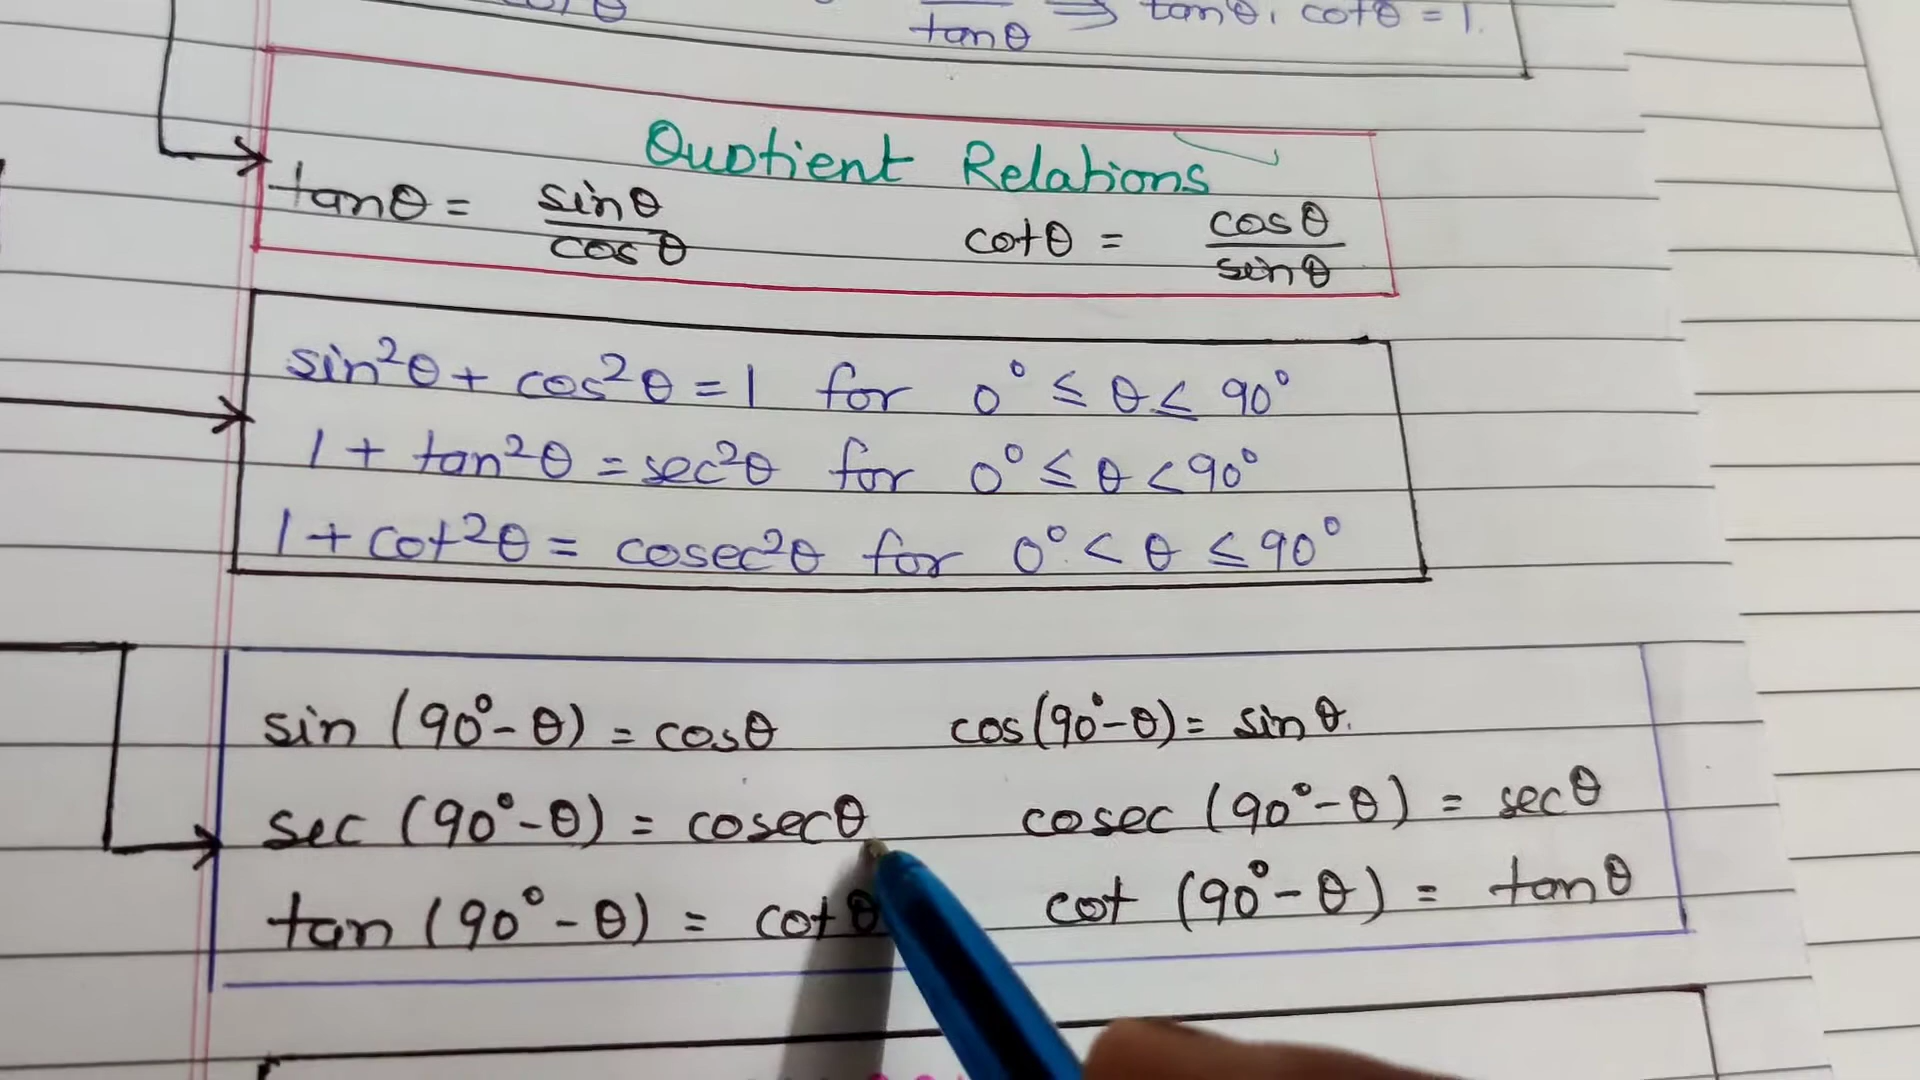 tanθ ⇒ tanθ. cotθ = 1.
Quotient Relations
tanθ = sinθ/cosθ cotθ = cosθ/sinθ
sin²θ + cos²θ = 1 for 0° ≤ θ ≤ 90°
1 + tan²θ = sec²θ for 0° ≤ θ < 90°
1 + cot²θ = cosec²θ for 0° < θ ≤ 90°
sin (90° - θ) = cosθ cos(90° - θ) = sinθ.
sec (90° - θ) = cosecθ cosec (90° - θ) = secθ
tan (90° - θ) = cotθ cot (90° - θ) = tanθ